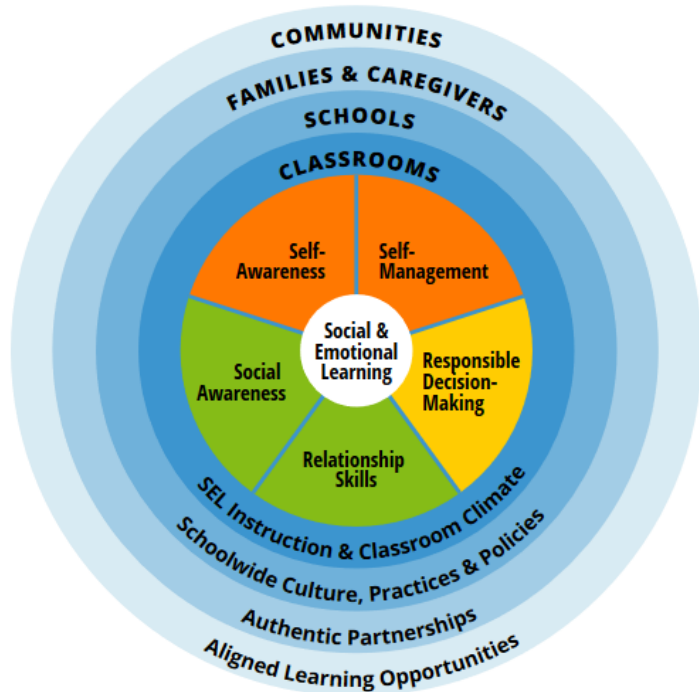 COMMUNITIES
FAMILIES & CAREGIVERS
SCHOOLS
CLASSROOMS
Self-
Awareness
Self-
Management
Social &
Emotional
Learning
Social
Awareness
Responsible
Decision-
Making
Relationship
Skills
SEL Instruction & Classroom Climate
Schoolwide Culture, Practices & Policies
Authentic Partnerships
Aligned Learning Opportunities